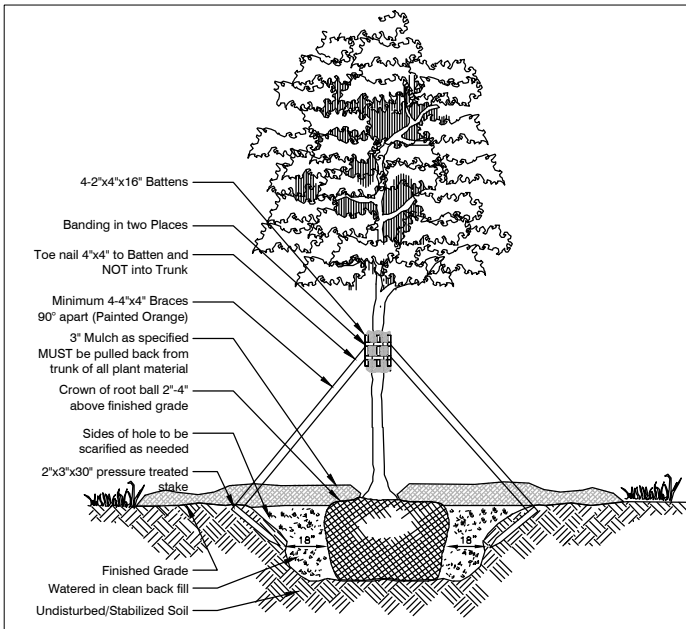 4-2"x4"x16" Battens
Banding in two Places
Toe nail 4"x4" to Batten and
NOT into Trunk
Minimum 4-4"x4" Braces
90° apart (Painted Orange)
3" Mulch as specified
MUST be pulled back from
trunk of all plant material
Crown of root ball 2"-4"
above finished grade
Sides of hole to be
scarified as needed
2"x3"x30" pressure treated
stake
18"
18"
Finished Grade
Watered in clean back fill
Undisturbed/Stabilized Soil